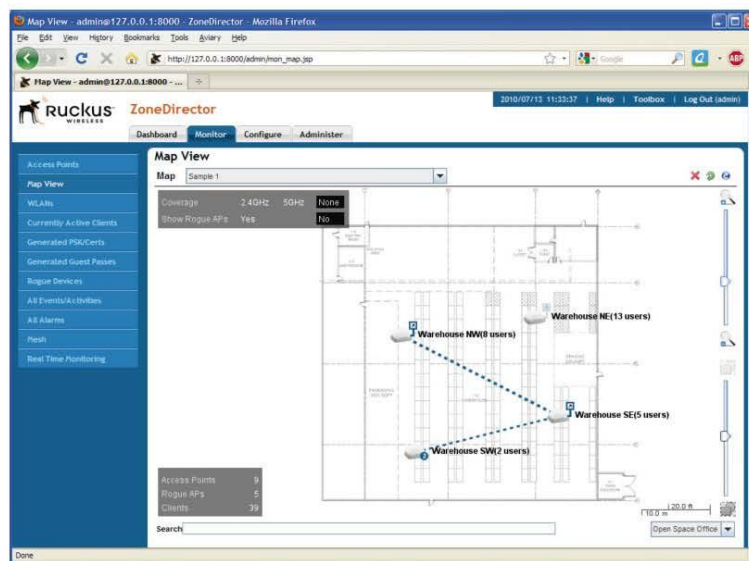 Map View - admin@127.0.0.1:8000 - ZoneDirector - Mozilla Firefox
File Edit View History Bookmarks Tools Aviary Help
http://127.0.0.1:8000/admin/mon_map.jsp
Google
ABP
Map View - admin@127.0.0.1:8000 - ...
2010/07/13 11:33:37 | Help | Toolbox | Log Out (admin)
RUCKUS WIRELESS
ZoneDirector
Dashboard Monitor Configure Administer
Access Points
Map View
WLANs
Currently Active Clients
Generated PSK/Certs
Generated Guest Passes
Rogue Devices
All Events/Activities
All Alarms
Mesh
Real Time Monitoring
Map View
Map Sample 1
Coverage 2.4GHz 5GHz None
Show Rogue APs Yes No
Warehouse NE(13 users)
Warehouse NW(8 users)
Warehouse SE(5 users)
Warehouse SW(2 users)
2
Access Points 9
Rogue APs 5
Clients 39
20.0 ft
10.0 m
Search
Open Space Office
Done